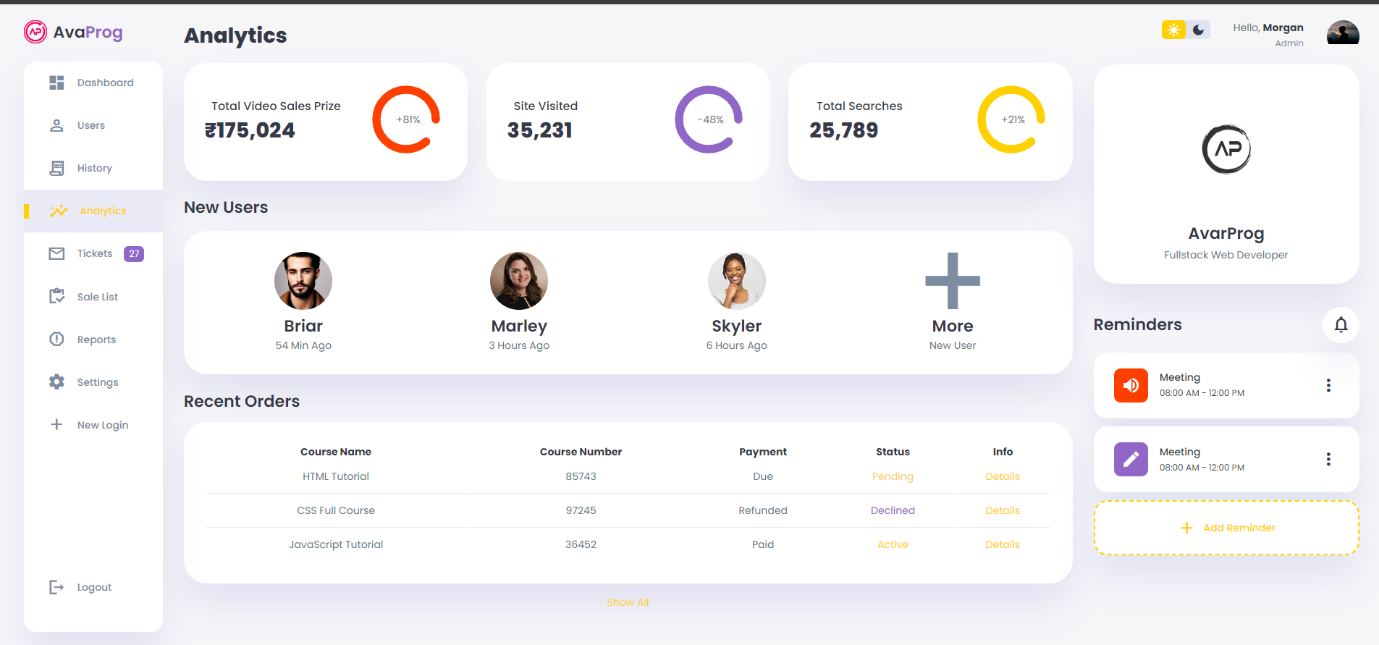 AvaProg
Dashboard
Users
History
Analytics
Tickets 27
Sale List
Reports
Settings
New Login
Logout
Analytics
Total Video Sales Prize
₹175,024
+81%
Site Visited
35,231
-48%
Total Searches
25,789
+21%
New Users
Briar
54 Min Ago
Marley
3 Hours Ago
Skyler
6 Hours Ago
More
New User
Recent Orders
Course Name Course Number Payment Status Info
HTML Tutorial 85743 Due Pending Details
CSS Full Course 97245 Refunded Declined Details
JavaScript Tutorial 36452 Paid Active Details
Show All
Hello, Morgan
Admin
AP
AvarProg
Fullstack Web Developer
Reminders
Meeting
08:00 AM - 12:00 PM
Meeting
08:00 AM - 12:00 PM
Add Reminder